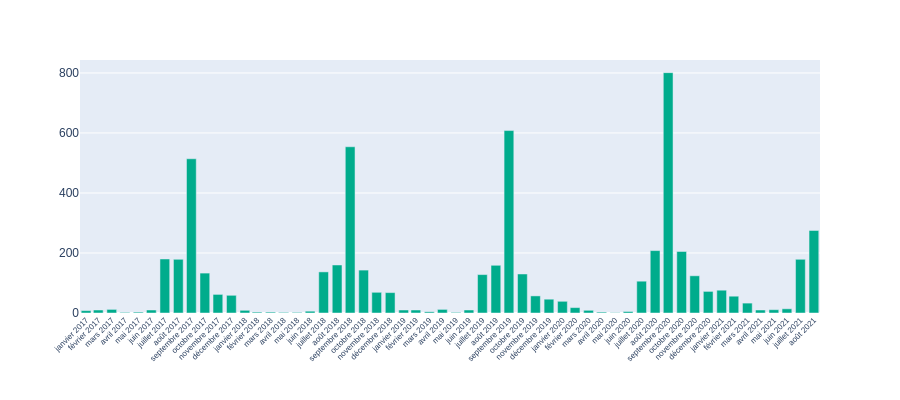 800
600
400
200
0
janvier 2017
février 2017
mars 2017
avril 2017
mai 2017
juin 2017
juillet 2017
août 2017
septembre 2017
octobre 2017
novembre 2017
décembre 2017
janvier 2018
février 2018
mars 2018
avril 2018
mai 2018
juin 2018
juillet 2018
août 2018
septembre 2018
octobre 2018
novembre 2018
décembre 2018
janvier 2019
février 2019
mars 2019
avril 2019
mai 2019
juin 2019
juillet 2019
août 2019
septembre 2019
octobre 2019
novembre 2019
décembre 2019
janvier 2020
février 2020
mars 2020
avril 2020
mai 2020
juin 2020
juillet 2020
août 2020
septembre 2020
octobre 2020
novembre 2020
décembre 2020
janvier 2021
février 2021
mars 2021
avril 2021
mai 2021
juin 2021
juillet 2021
août 2021